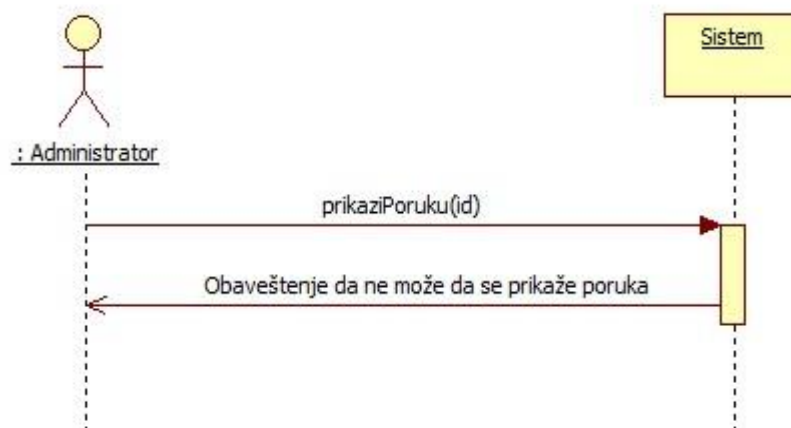 Sistem
: Administrator
prikaziPoruku(id)
Obaveštenje da ne može da se prikaže poruka